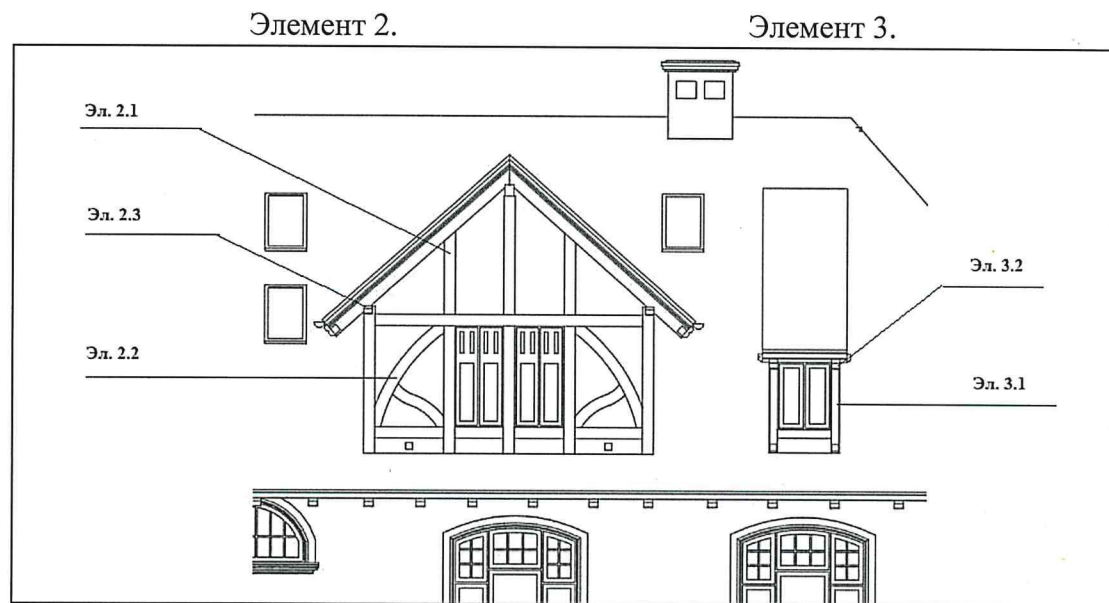 Элемент 2.
Элемент 3.
Эл. 2.1
Эл. 2.3
Эл. 3.2
Эл. 2.2
Эл. 3.1